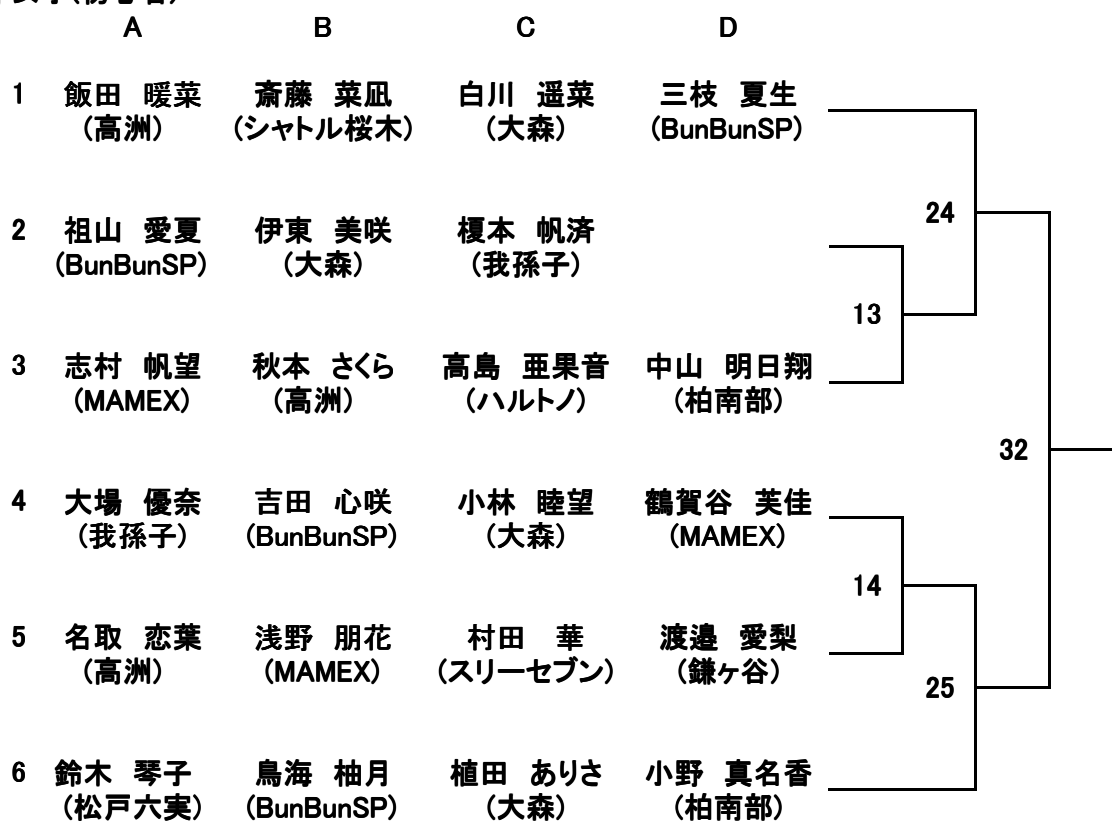 A B C D
1 飯田 暖菜 斎藤 菜凪 白川 遥菜 三枝 夏生
(高洲) (シャトル桜木) (大森) (BunBunSP)
24
2 祖山 愛夏 伊東 美咲 榎本 帆済
(BunBunSP) (大森) (我孫子)
13
3 志村 帆望 秋本 さくら 高島 亜果音 中山 明日翔
(MAMEX) (高洲) (ハルトノ) (柏南部)
32
4 大場 優奈 吉田 心咲 小林 睦望 鶴賀谷 芙佳
(我孫子) (BunBunSP) (大森) (MAMEX)
14
5 名取 恋葉 浅野 朋花 村田 華 渡邉 愛梨
(高洲) (MAMEX) (スリーセブン) (鎌ヶ谷)
25
6 鈴木 琴子 鳥海 柚月 植田 ありさ 小野 真名香
(松戸六実) (BunBunSP) (大森) (柏南部)